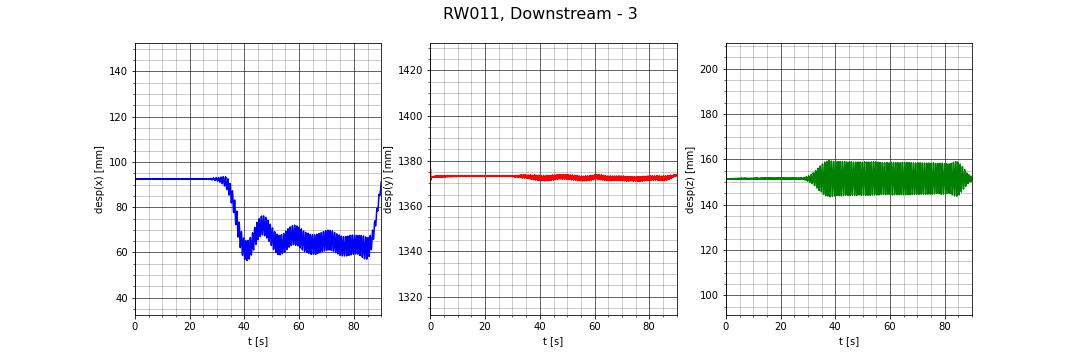 RW011, Downstream - 3
desp(x) [mm]
140
120
100
80
60
40
0 20 40 60 80
t [s]
desp(y) [mm]
1420
1400
1380
1360
1340
1320
0 20 40 60 80
t [s]
desp(z) [mm]
200
180
160
140
120
100
0 20 40 60 80
t [s]